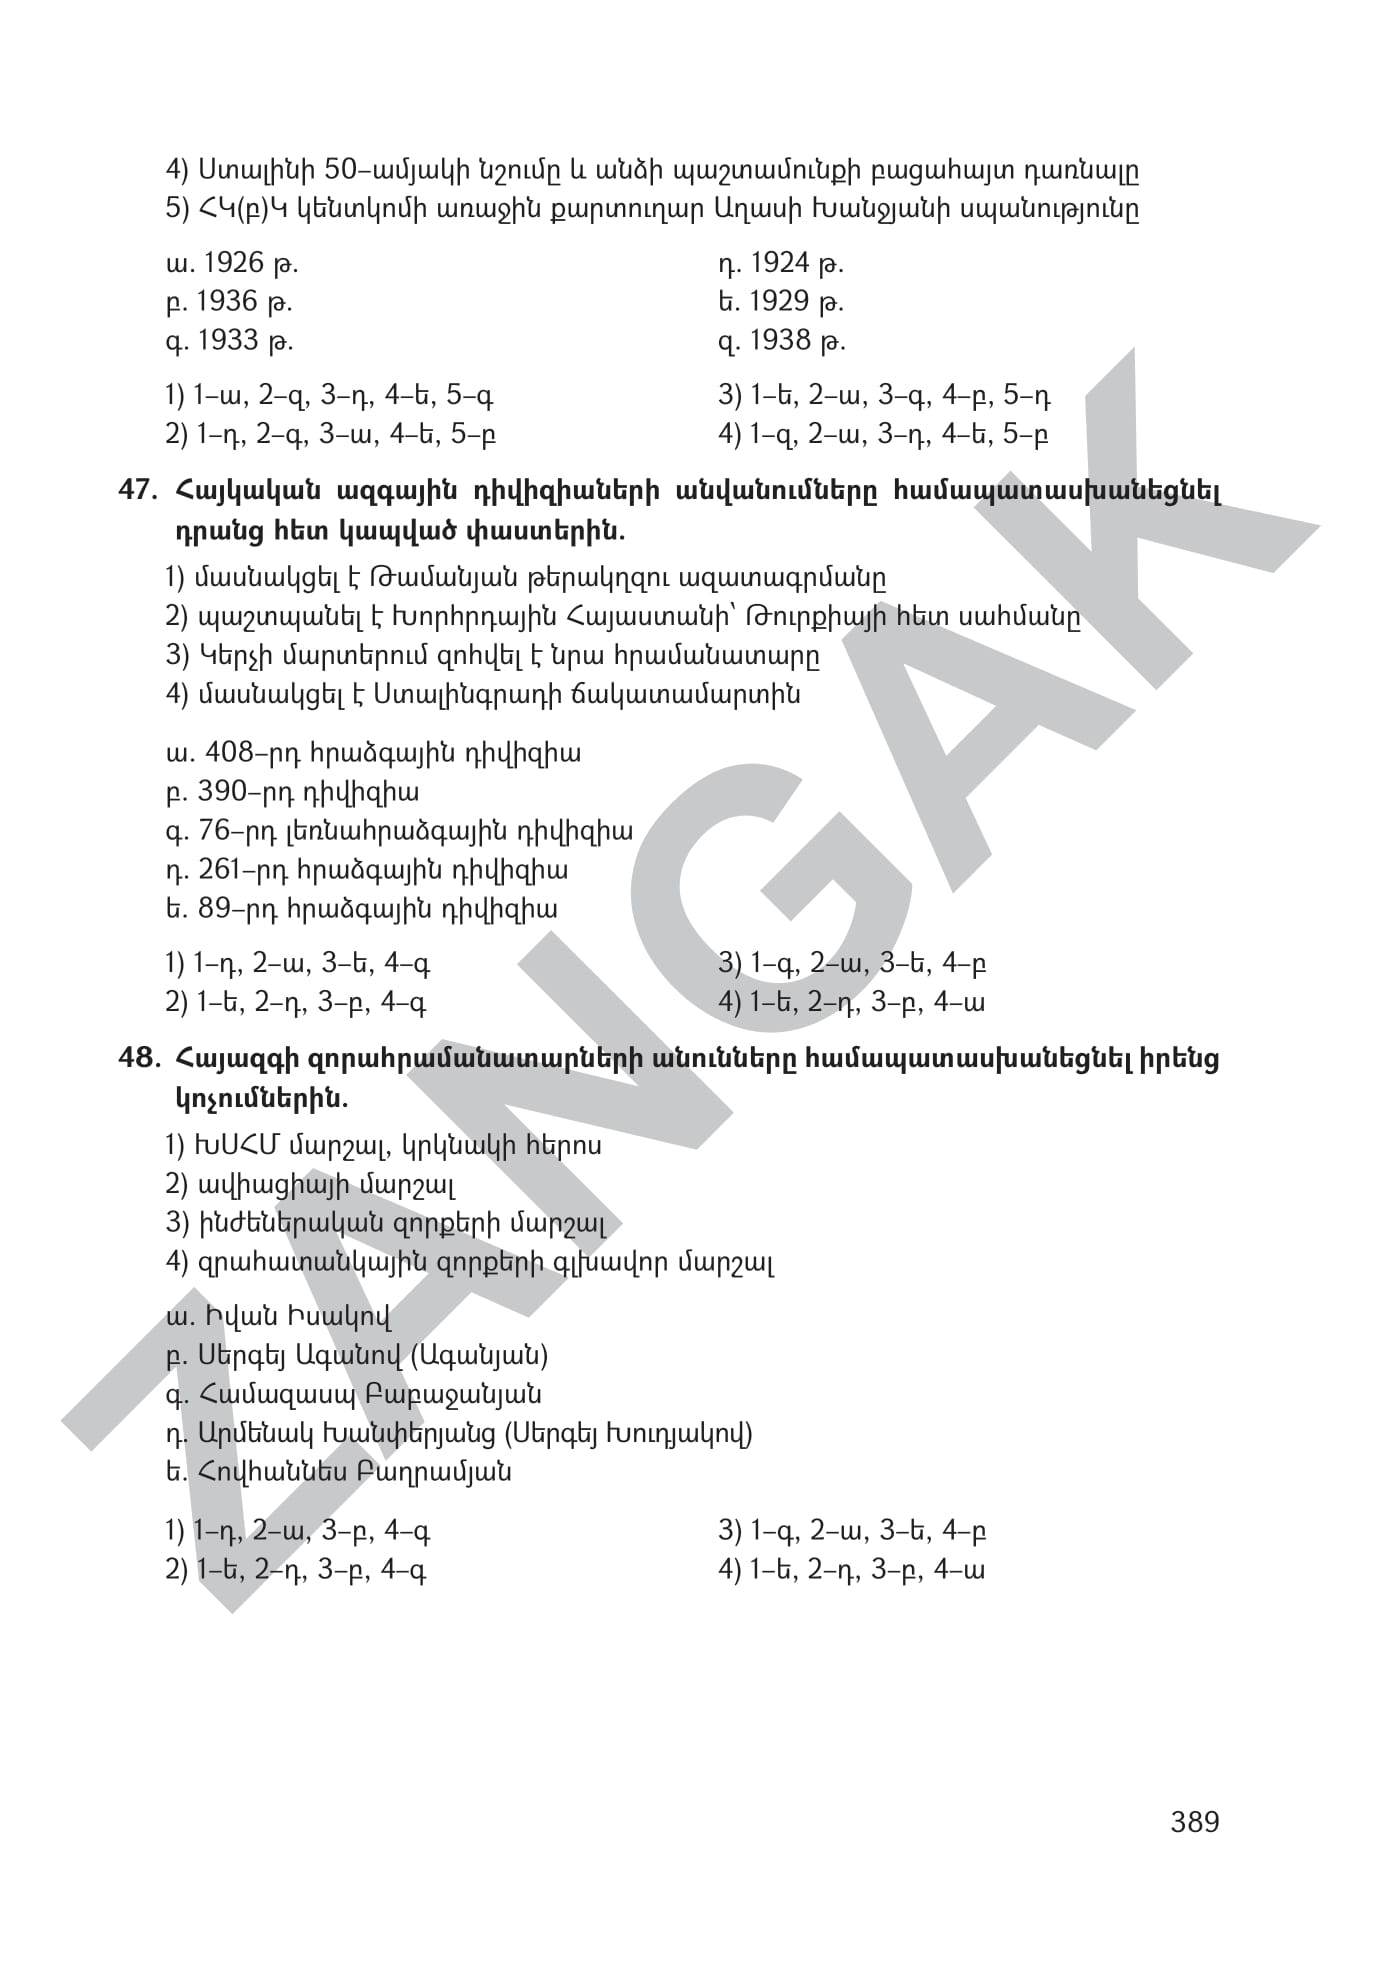 4) Ստալինի 50–ամյակի նշումը և անձի պաշտամունքի բացահայտ դառնալը
5) ՀԿ(բ)Կ կենտկոմի առաջին քարտուղար Աղասի Խանջյանի սպանությունը
ա. 1926 թ.
բ. 1936 թ.
գ. 1933 թ.
դ. 1924 թ.
ե. 1929 թ.
զ. 1938 թ.
1) 1–ա, 2–զ, 3–դ, 4–ե, 5–գ
2) 1–դ, 2–գ, 3–ա, 4–ե, 5–բ
3) 1–ե, 2–ա, 3–գ, 4–բ, 5–դ
4) 1–զ, 2–ա, 3–դ, 4–ե, 5–բ
47. Հայկական ազգային դիվիզիաների անվանումները համապատասխանեցնել
դրանց հետ կապված փաստերին.
1) մասնակցել է Թամանյան թերակղզու ազատագրմանը
2) պաշտպանել է Խորհրդային Հայաստանի՝ Թուրքիայի հետ սահմանը
3) Կերչի մարտերում զոհվել է նրա հրամանատարը
4) մասնակցել է Ստալինգրադի ճակատամարտին
ա. 408–րդ հրաձգային դիվիզիա
բ. 390–րդ դիվիզիա
գ. 76–րդ լեռնահրաձգային դիվիզիա
դ. 261–րդ հրաձգային դիվիզիա
ե. 89–րդ հրաձգային դիվիզիա
1) 1–դ, 2–ա, 3–ե, 4–գ
2) 1–ե, 2–դ, 3–բ, 4–գ
3) 1–գ, 2–ա, 3–ե, 4–բ
4) 1–ե, 2–դ, 3–բ, 4–ա
48. Հայազգի զորահրամանատարների անունները համապատասխանեցնել իրենց
կոչումներին.
1) ԽՍՀՄ մարշալ, կրկնակի հերոս
2) ավիացիայի մարշալ
3) ինժեներական զորքերի մարշալ
4) զրահատանկային զորքերի գլխավոր մարշալ
ա. Իվան Իսակով
բ. Սերգեյ Ագանով (Ագանյան)
գ. Համազասպ Բաբաջանյան
դ. Արմենակ Խանփերյանց (Սերգեյ Խուդյակով)
ե. Հովհաննես Բաղրամյան
1) 1–դ, 2–ա, 3–բ, 4–գ
2) 1–ե, 2–դ, 3–բ, 4–գ
3) 1–գ, 2–ա, 3–ե, 4–բ
4) 1–ե, 2–դ, 3–բ, 4–ա
389
ZANGAK